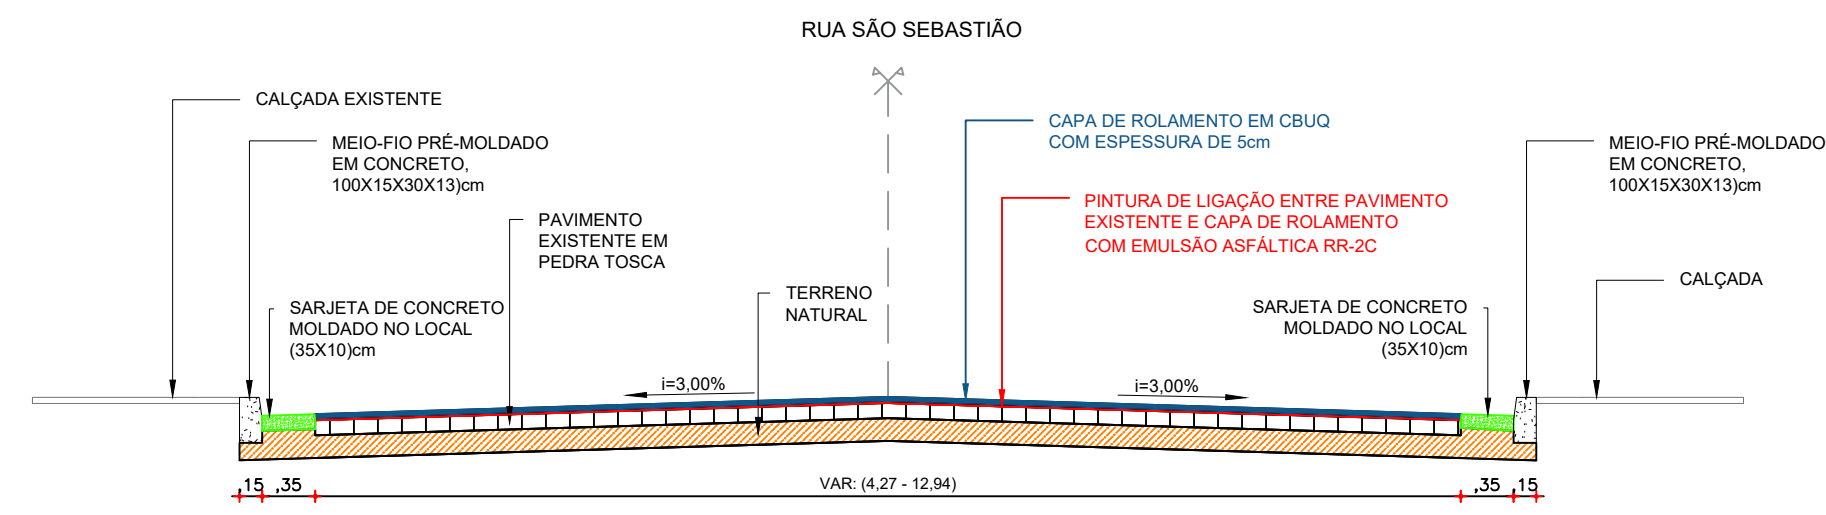 RUA SÃO SEBASTIÃO
CALÇADA EXISTENTE
MEIO-FIO PRÉ-MOLDADO
EM CONCRETO,
100X15X30X13)cm
PAVIMENTO
EXISTENTE EM
PEDRA TOSCA
SARJETA DE CONCRETO
MOLDADO NO LOCAL
(35X10)cm
TERRENO
NATURAL
CAPA DE ROLAMENTO EM CBUQ
COM ESPESSURA DE 5cm
PINTURA DE LIGAÇÃO ENTRE PAVIMENTO
EXISTENTE E CAPA DE ROLAMENTO
COM EMULSÃO ASFÁLTICA RR-2C
MEIO-FIO PRÉ-MOLDADO
EM CONCRETO,
100X15X30X13)cm
CALÇADA
SARJETA DE CONCRETO
MOLDADO NO LOCAL
(35X10)cm
i=3,00%
i=3,00%
,15
,35
VAR: (4,27 - 12,94)
,35
,15